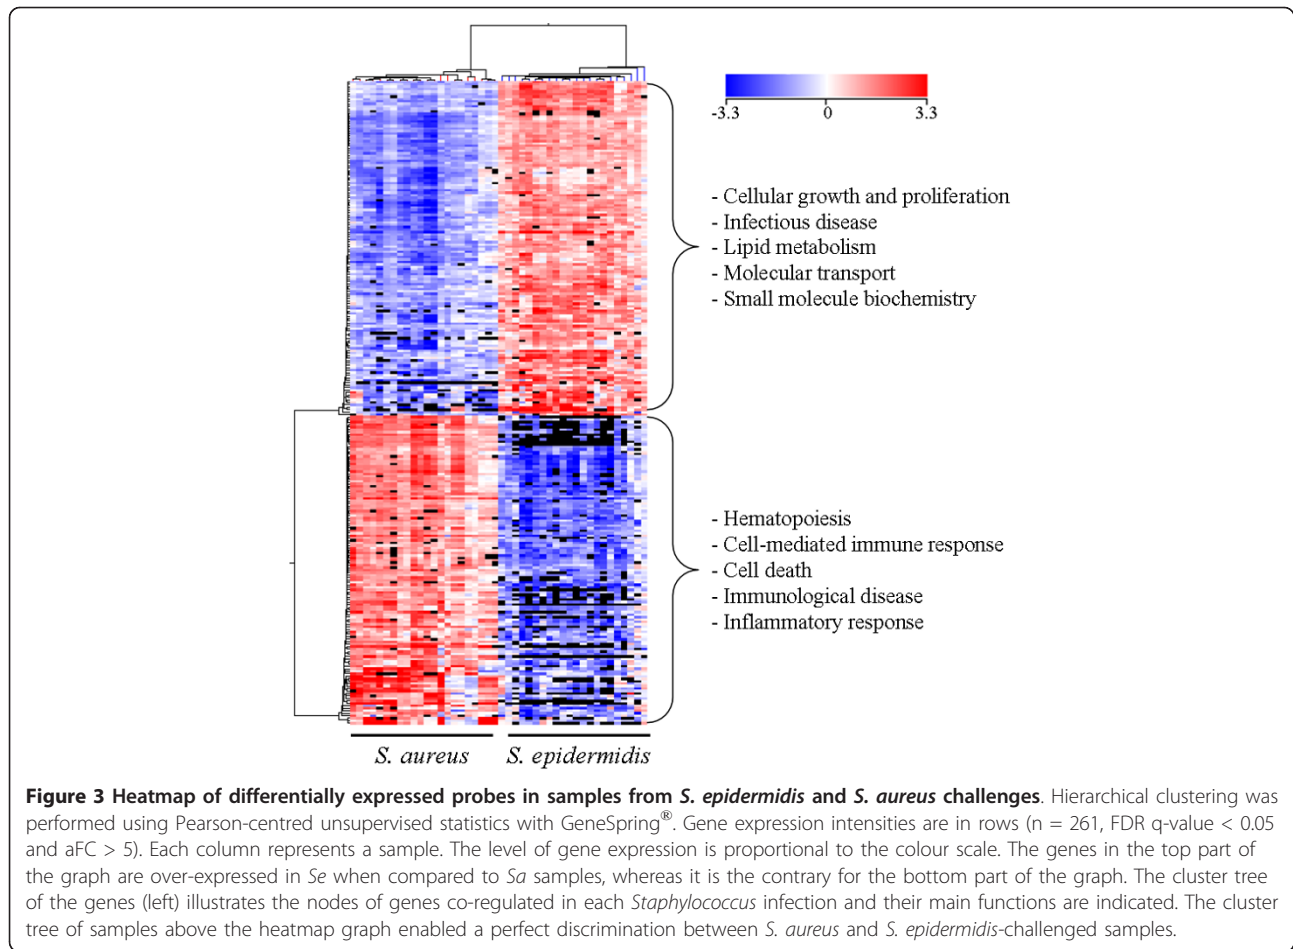 -3.3 0 3.3
- Cellular growth and proliferation
- Infectious disease
- Lipid metabolism
- Molecular transport
- Small molecule biochemistry
- Hematopoiesis
- Cell-mediated immune response
- Cell death
- Immunological disease
- Inflammatory response
S. aureus S. epidermidis
Figure 3 Heatmap of differentially expressed probes in samples from S. epidermidis and S. aureus challenges. Hierarchical clustering was
performed using Pearson-centred unsupervised statistics with GeneSpring®. Gene expression intensities are in rows (n = 261, FDR q-value < 0.05
and aFC > 5). Each column represents a sample. The level of gene expression is proportional to the colour scale. The genes in the top part of
the graph are over-expressed in Se when compared to Sa samples, whereas it is the contrary for the bottom part of the graph. The cluster tree
of the genes (left) illustrates the nodes of genes co-regulated in each Staphylococcus infection and their main functions are indicated. The cluster
tree of samples above the heatmap graph enabled a perfect discrimination between S. aureus and S. epidermidis-challenged samples.